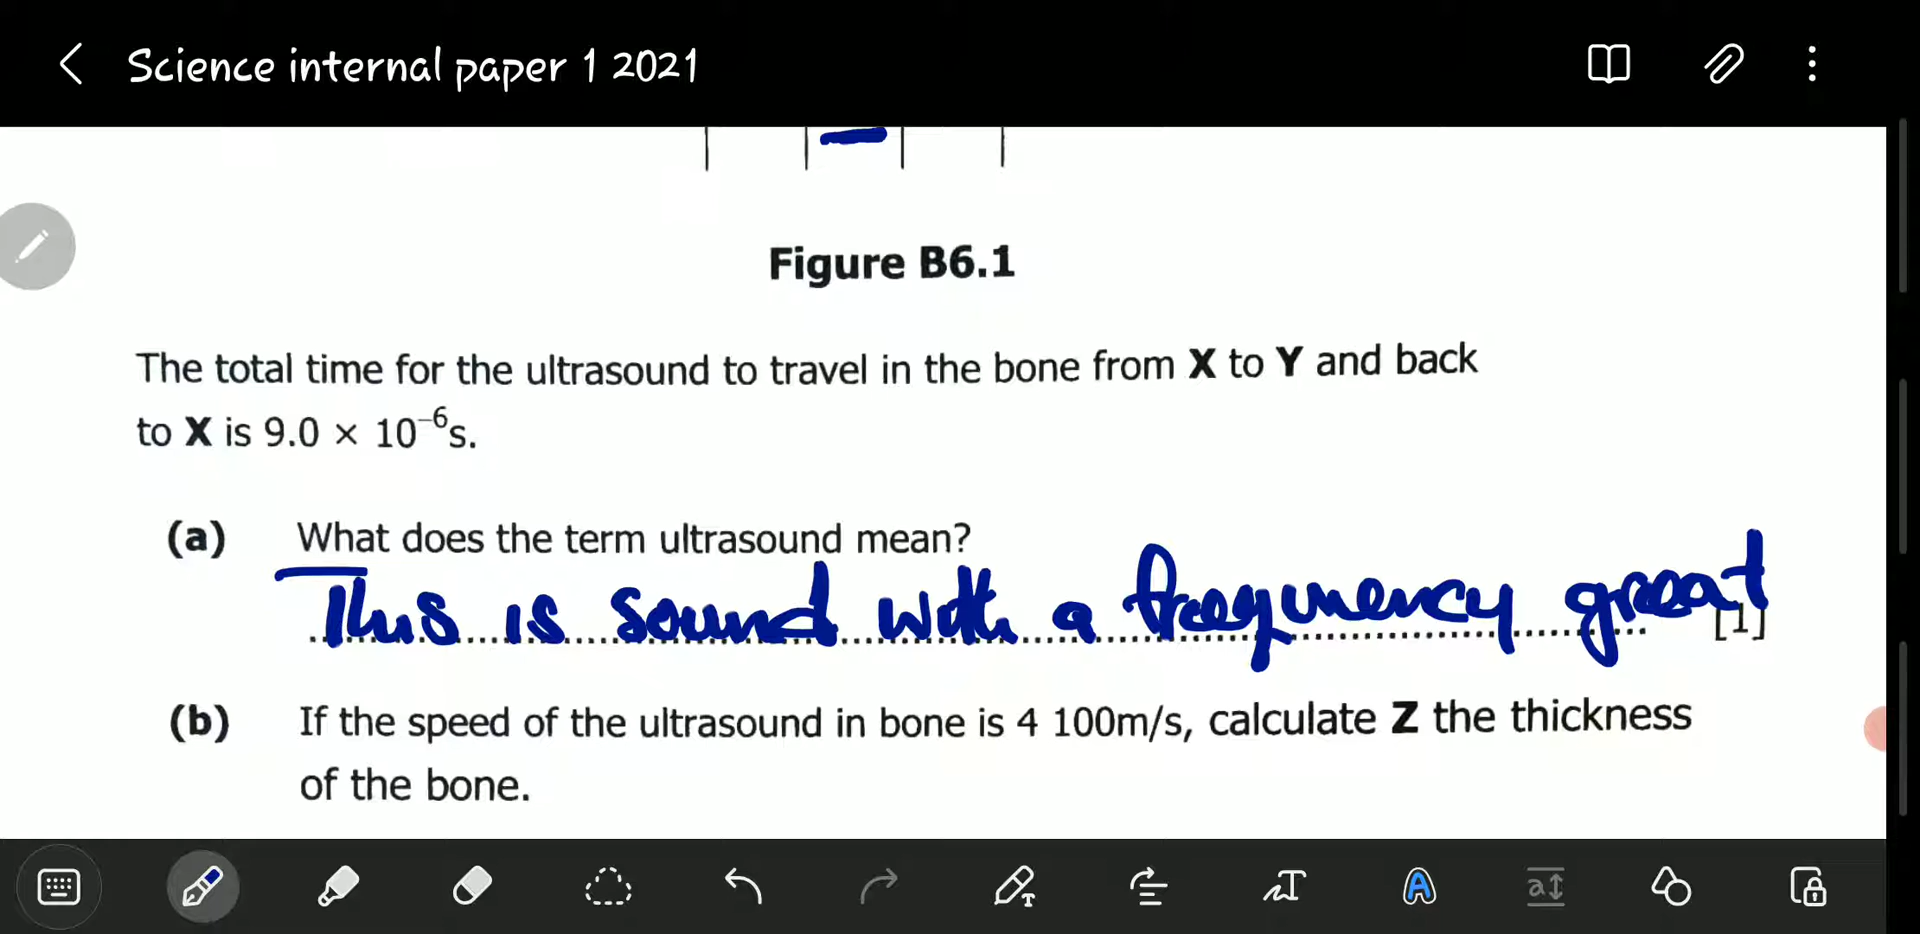 Science internal paper 1 2021
Figure B6.1
The total time for the ultrasound to travel in the bone from X to Y and back
to X is 9.0 × 10⁻⁶s.
(a) What does the term ultrasound mean?
This is sound with a frequency great
[1]
(b) If the speed of the ultrasound in bone is 4 100m/s, calculate Z the thickness
of the bone.